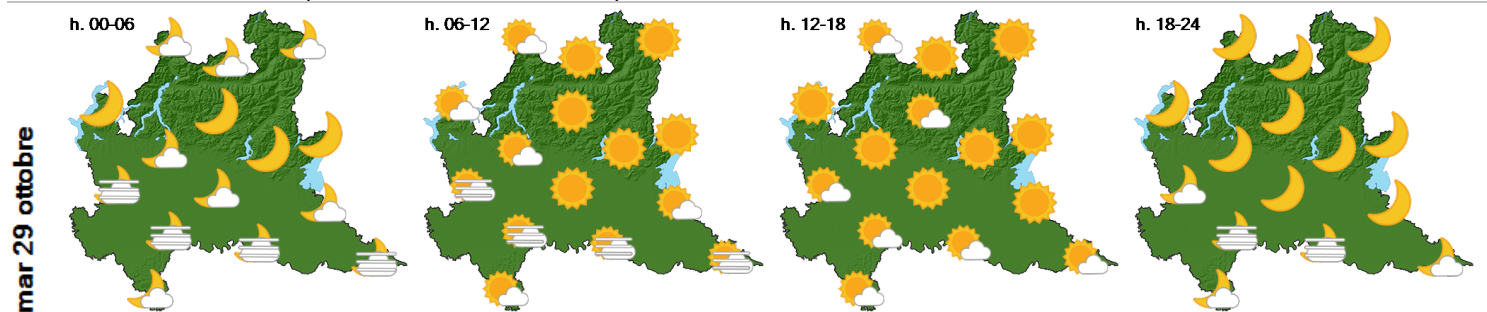 h. 00-06
h. 06-12
h. 12-18
h. 18-24
mar 29 ottobre